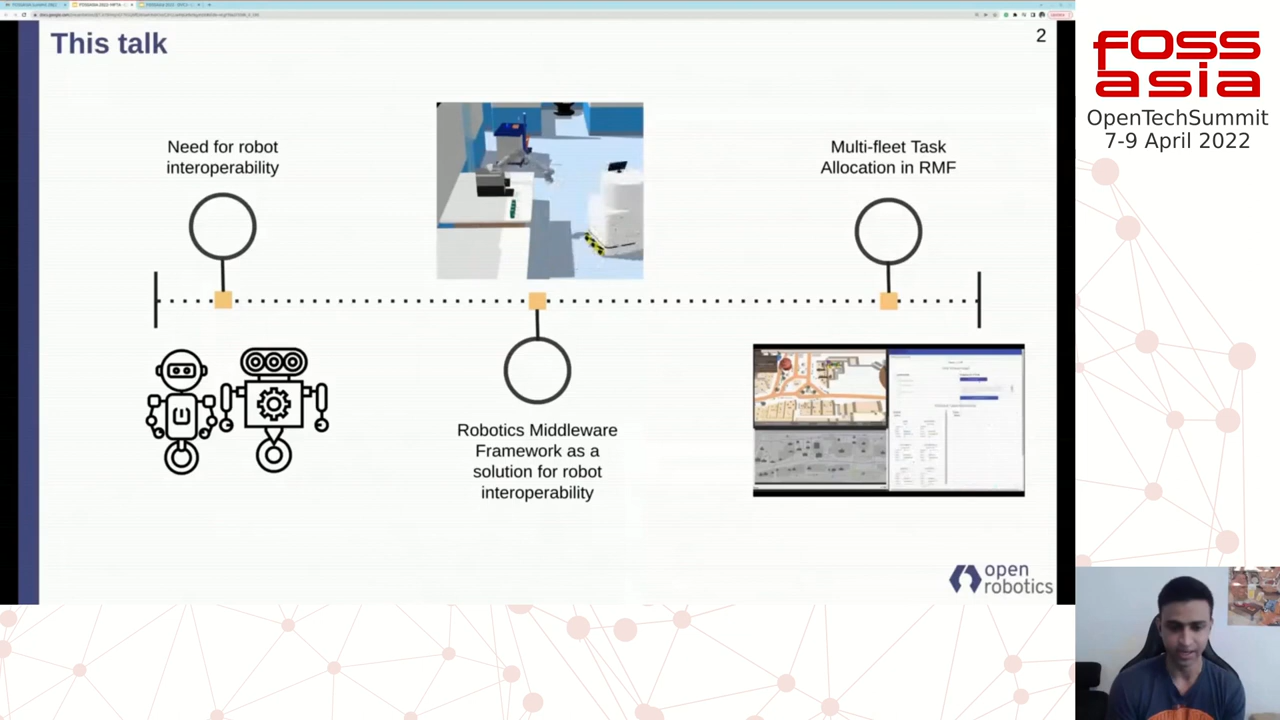 This talk
2
Need for robot
interoperability
Multi-fleet Task
Allocation in RMF
Robotics Middleware
Framework as a
solution for robot
interoperability
open
robotics
FOSS
asia
OpenTechSummit
7-9 April 2022